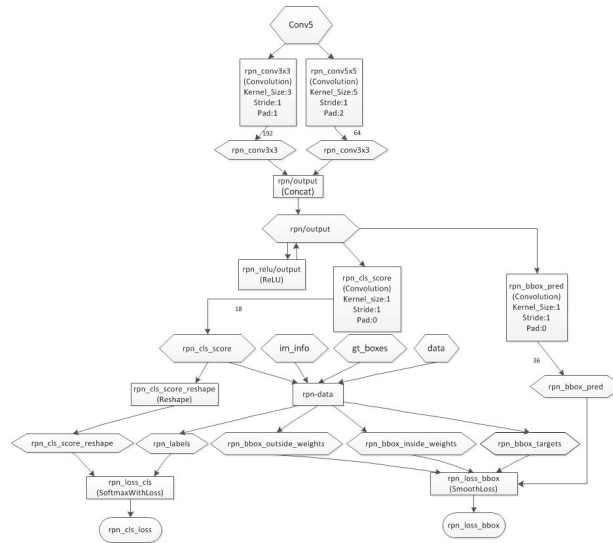 Conv5
rpn_conv3x3
(Convolution)
Kernel_Size:3
Stride:1
Pad:1
rpn_conv5x5
(Convolution)
Kernel_Size:5
Stride:1
Pad:2
192
64
rpn_conv3x3
rpn_conv3x3
rpn/output
(Concat)
rpn/output
rpn_relu/output
(ReLU)
rpn_cls_score
(Convolution)
Kernel_size:1
Stride:1
Pad:0
rpn_bbox_pred
(Convolution)
Kernel_Size:1
Stride:1
Pad:0
18
rpn_cls_score
im_info
gt_boxes
data
36
rpn_cls_score_reshape
(Reshape)
rpn-data
rpn_bbox_pred
rpn_cls_score_reshape
rpn_labels
rpn_bbox_outside_weights
rpn_bbox_inside_weights
rpn_bbox_targets
rpn_loss_cls
(SoftmaxWithLoss)
rpn_loss_bbox
(SmoothLoss)
rpn_cls_loss
rpn_loss_bbox